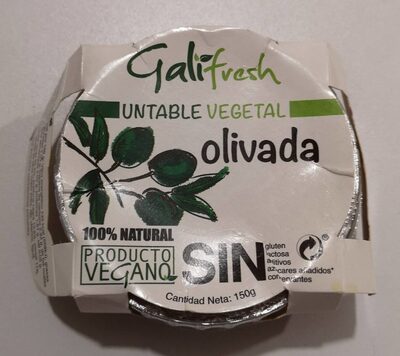 Galifresh
UNTABLE VEGETAL
olivada
100% NATURAL
PRODUCTO
VEGANO
SIN
gluten
lactosa
aditivos
azúcares añadidos*
conservantes
Cantidad Neta: 150g